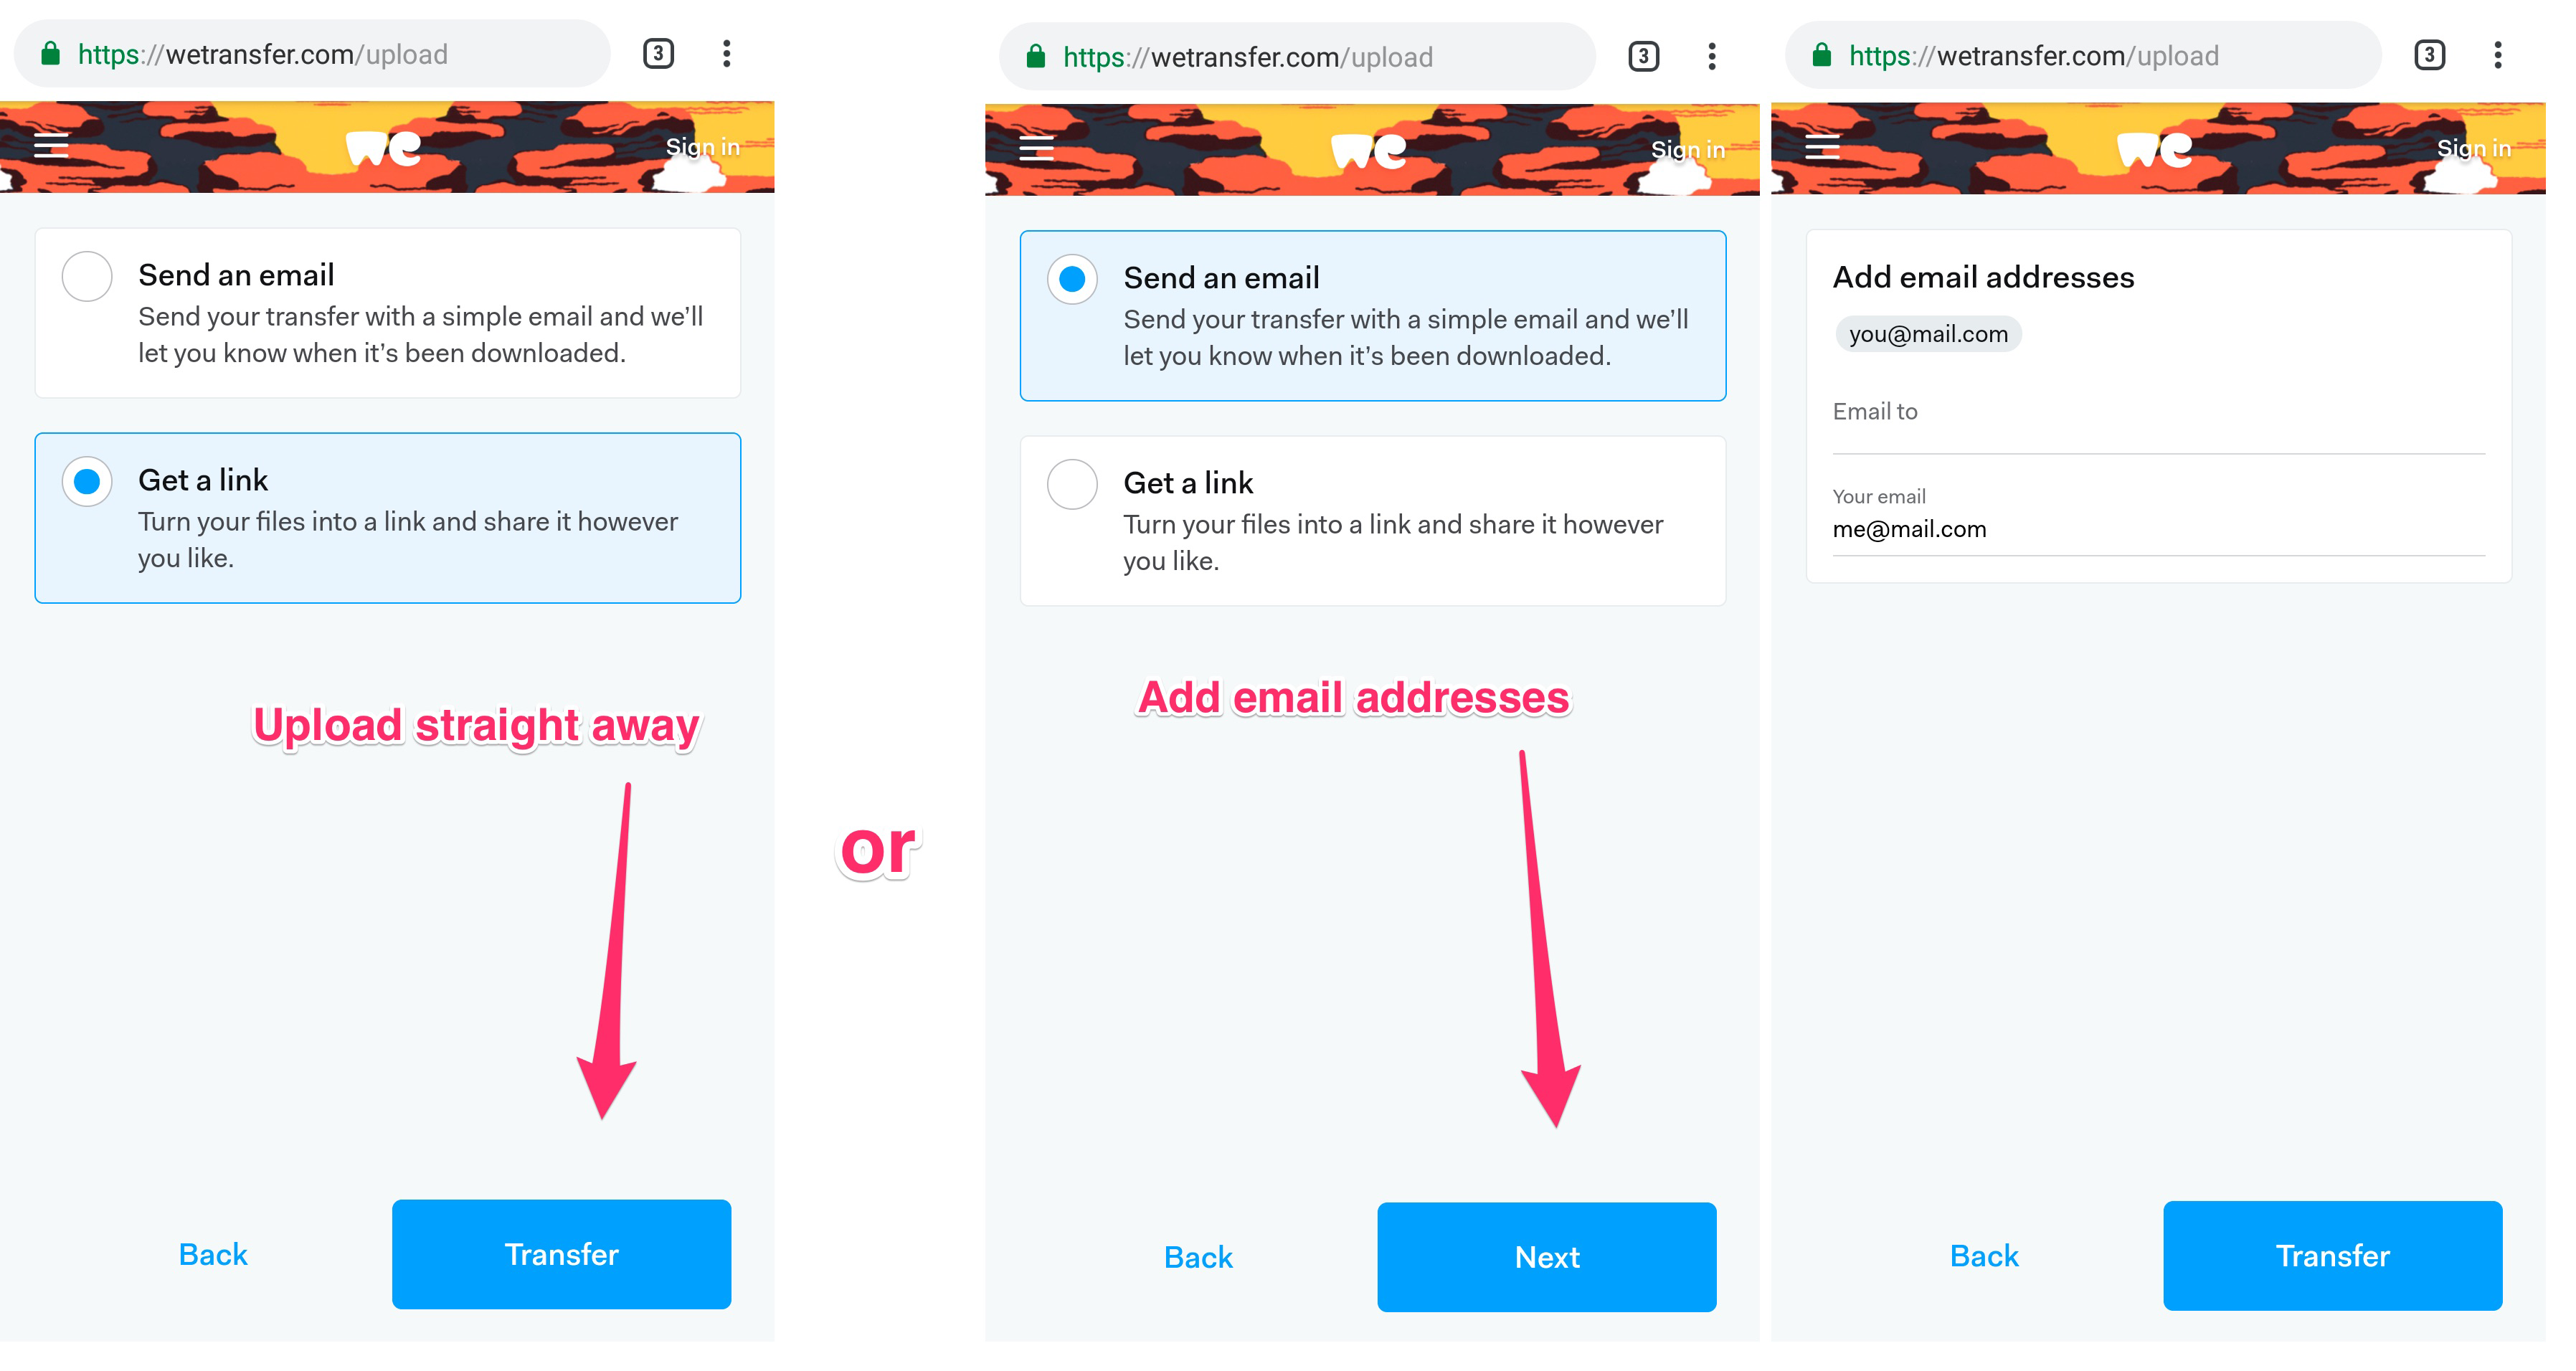 https://wetransfer.com/upload
3
we
Sign in
Send an email
Send your transfer with a simple email and we’ll
let you know when it’s been downloaded.
Get a link
Turn your files into a link and share it however
you like.
Upload straight away
Back
Transfer
or
https://wetransfer.com/upload
3
we
Sign in
Send an email
Send your transfer with a simple email and we’ll
let you know when it’s been downloaded.
Get a link
Turn your files into a link and share it however
you like.
Add email addresses
Back
Next
https://wetransfer.com/upload
3
we
Sign in
Add email addresses
you@mail.com
Email to
Your email
me@mail.com
Back
Transfer